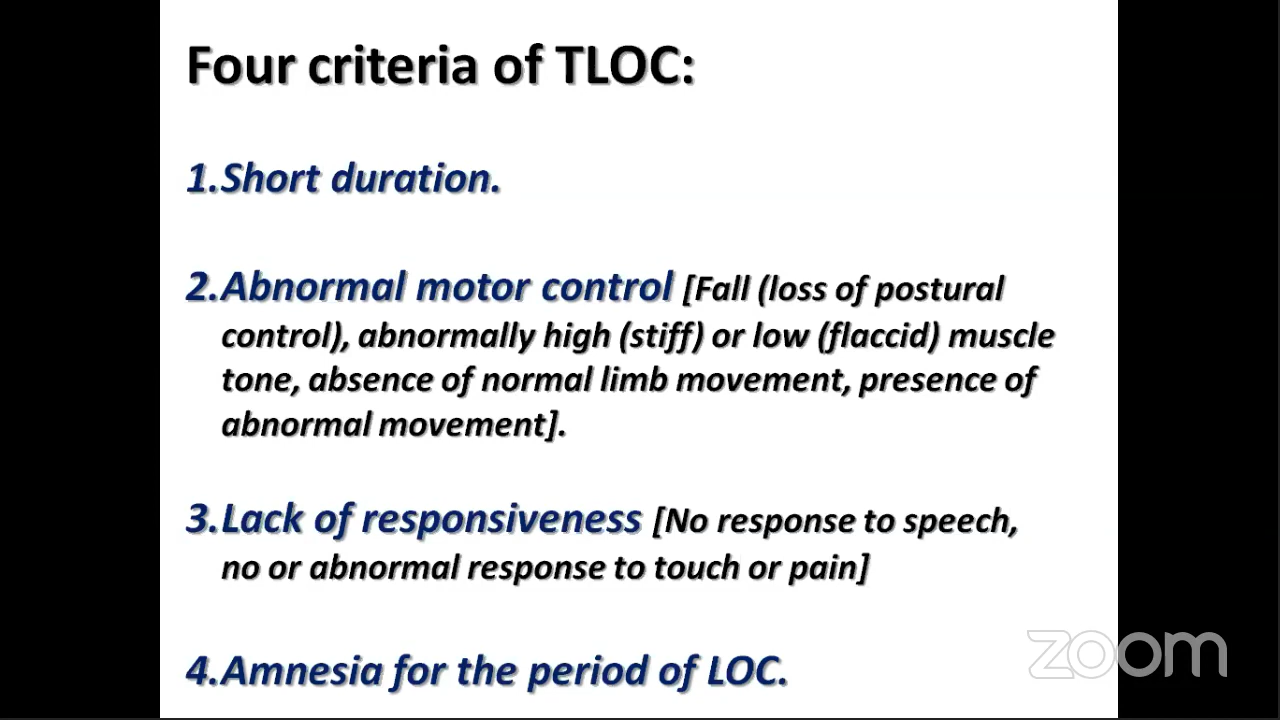 Four criteria of TLOC:
1.Short duration.
2.Abnormal motor control [Fall (loss of postural
control), abnormally high (stiff) or low (flaccid) muscle
tone, absence of normal limb movement, presence of
abnormal movement].
3.Lack of responsiveness [No response to speech,
no or abnormal response to touch or pain]
4.Amnesia for the period of LOC.
zoom